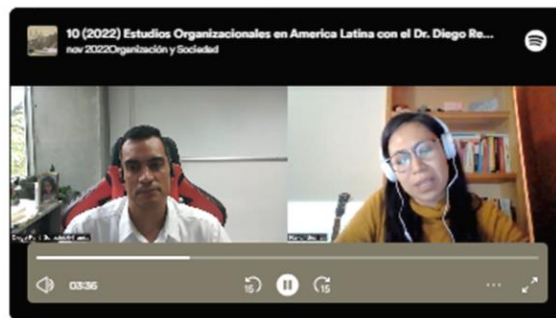 10 (2022) Estudios Organizacionales en America Latina con el Dr. Diego Re...
nov 2022Organización y Sociedad
03:36
15
15